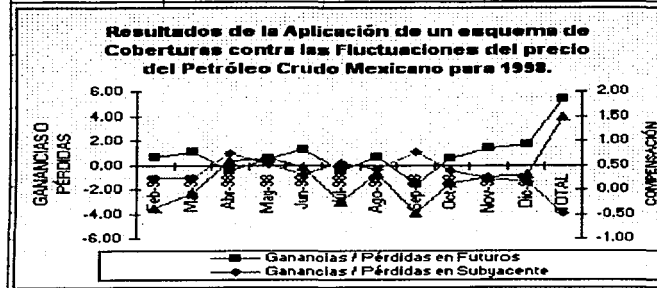 Resultados de la Aplicación de un esquema de
Coberturas contra las Fluctuaciones del precio
del Petróleo Crudo Mexicano para 1998.
GANANCIAS O
PÉRDIDAS
6.00
4.00
2.00
0.00
-2.00
-4.00
-6.00
Feb-98
Mar-98
Abr-98
May-98
Jun-98
Jul-98
Ago-98
Sep-98
Oct-98
Nov-98
Dic-98
TOTAL
2.00
1.50
1.00
0.50
0.00
-0.50
-1.00
COMPENSACIÓN
Ganancias / Pérdidas en Futuros
Ganancias / Pérdidas en Subyacente